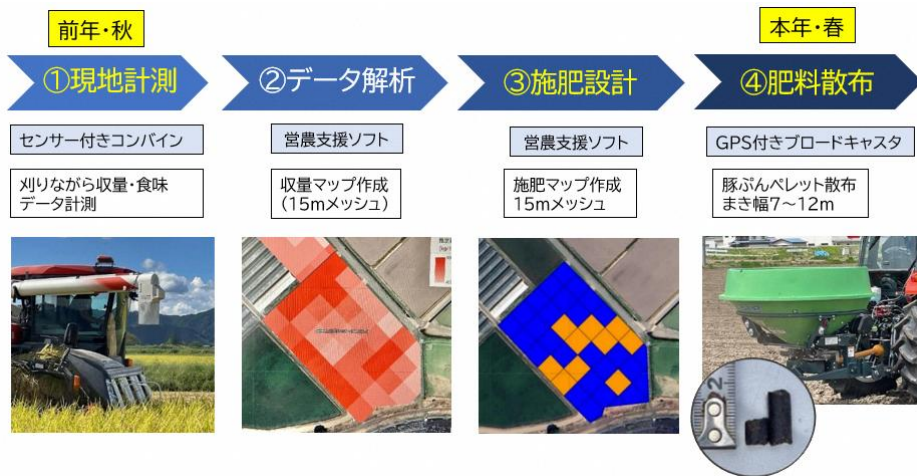 前年・秋
本年・春
①現地計測
②データ解析
③施肥設計
④肥料散布
センサー付きコンバイン
営農支援ソフト
営農支援ソフト
GPS付きブロードキャスタ
刈りながら収量・食味
データ計測
収量マップ作成
(15mメッシュ)
施肥マップ作成
15mメッシュ
豚ぷんペレット散布
まき幅7~12m
2